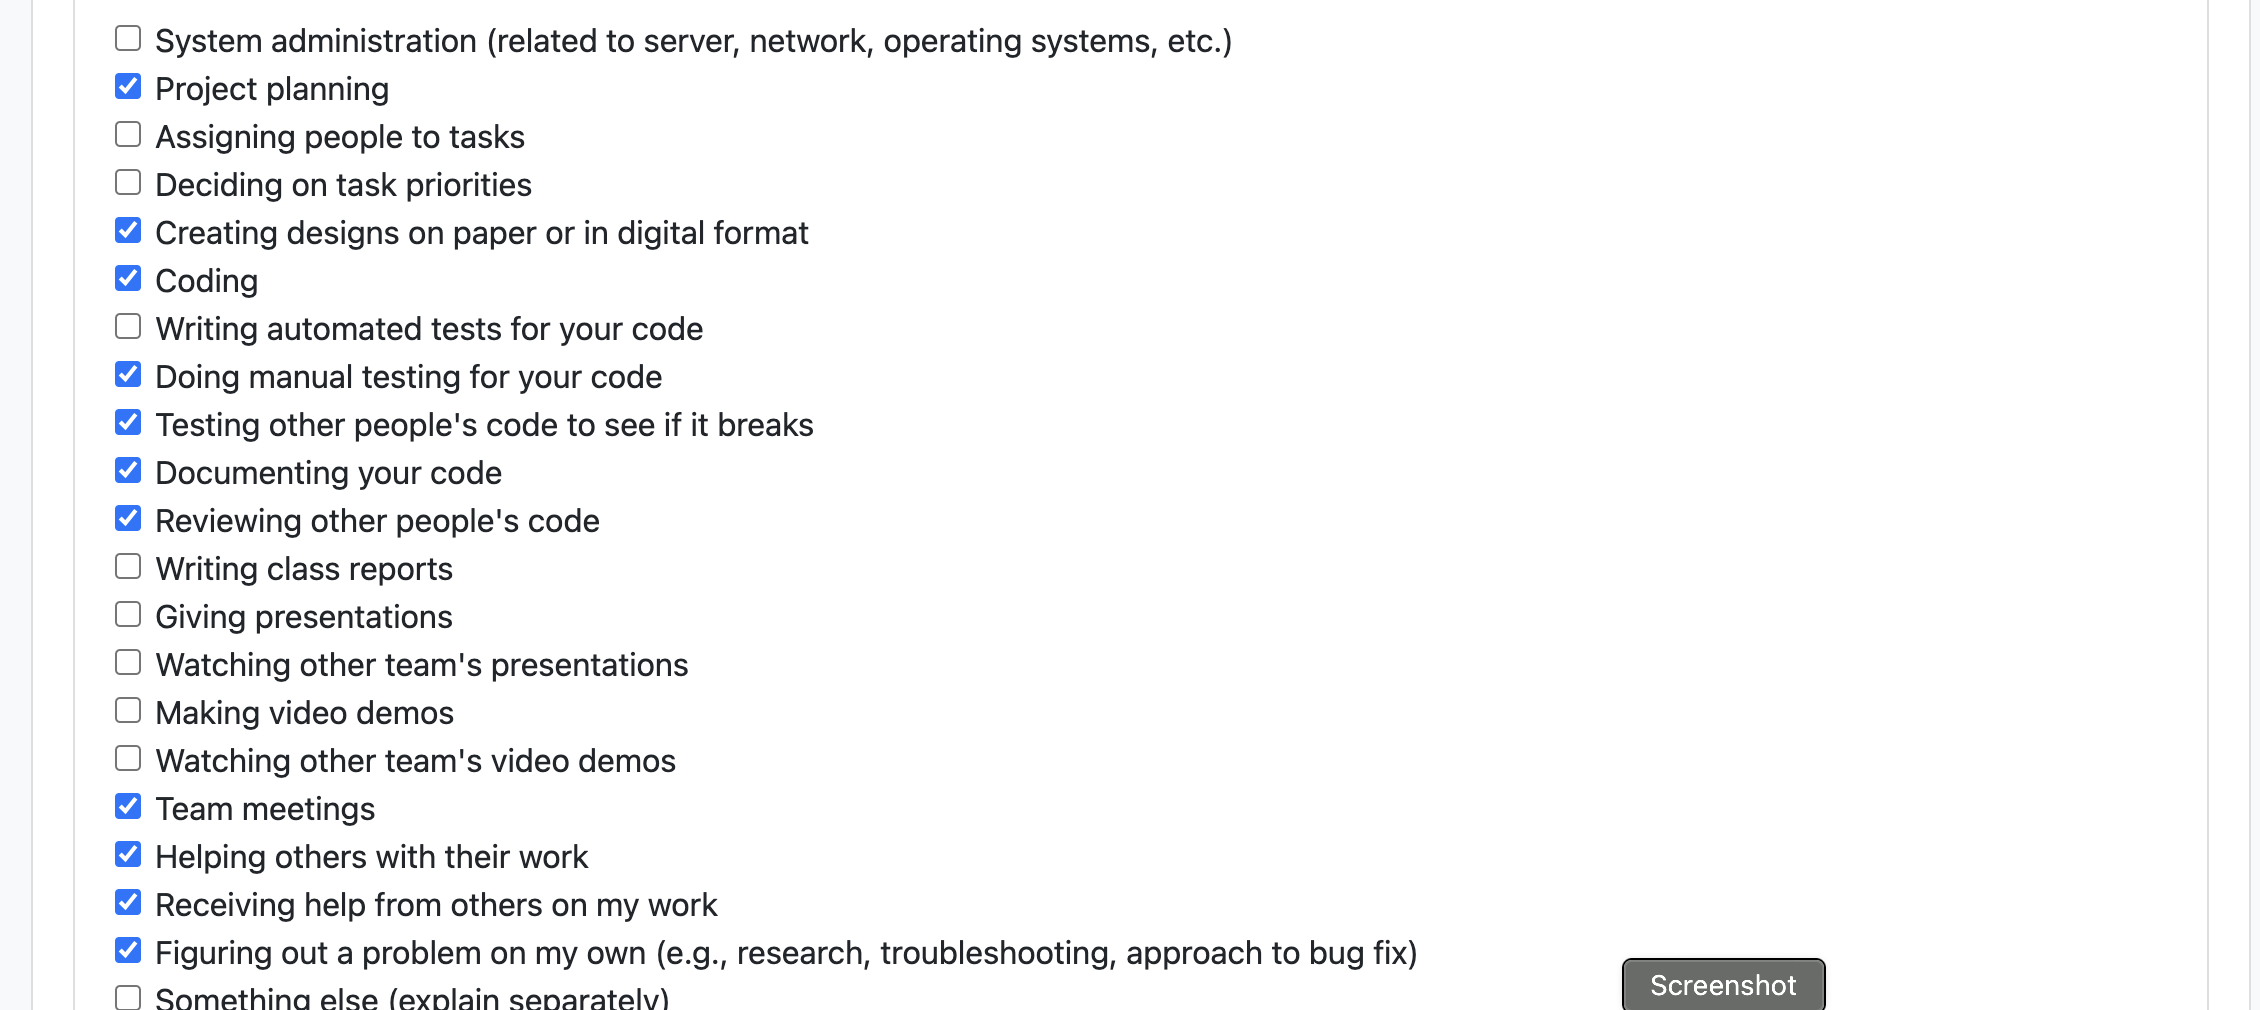 System administration (related to server, network, operating systems, etc.)
Project planning
Assigning people to tasks
Deciding on task priorities
Creating designs on paper or in digital format
Coding
Writing automated tests for your code
Doing manual testing for your code
Testing other people's code to see if it breaks
Documenting your code
Reviewing other people's code
Writing class reports
Giving presentations
Watching other team's presentations
Making video demos
Watching other team's video demos
Team meetings
Helping others with their work
Receiving help from others on my work
Figuring out a problem on my own (e.g., research, troubleshooting, approach to bug fix)
Something else (explain separately)
Screenshot